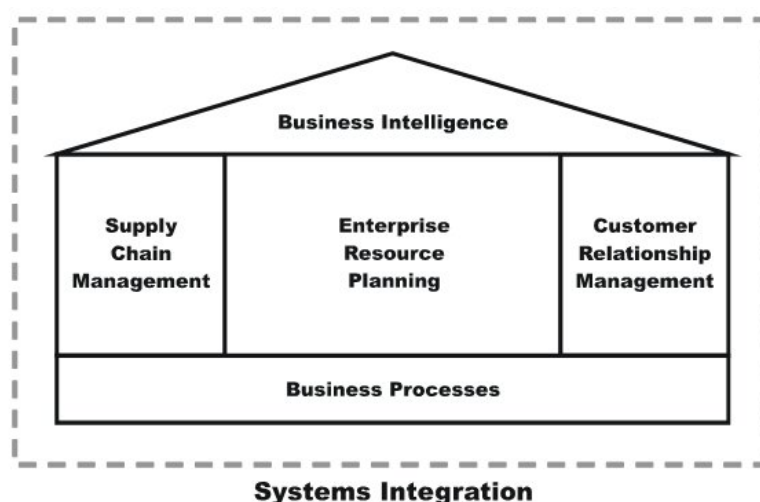 Business Intelligence
Supply
Chain
Management
Enterprise
Resource
Planning
Customer
Relationship
Management
Business Processes
Systems Integration